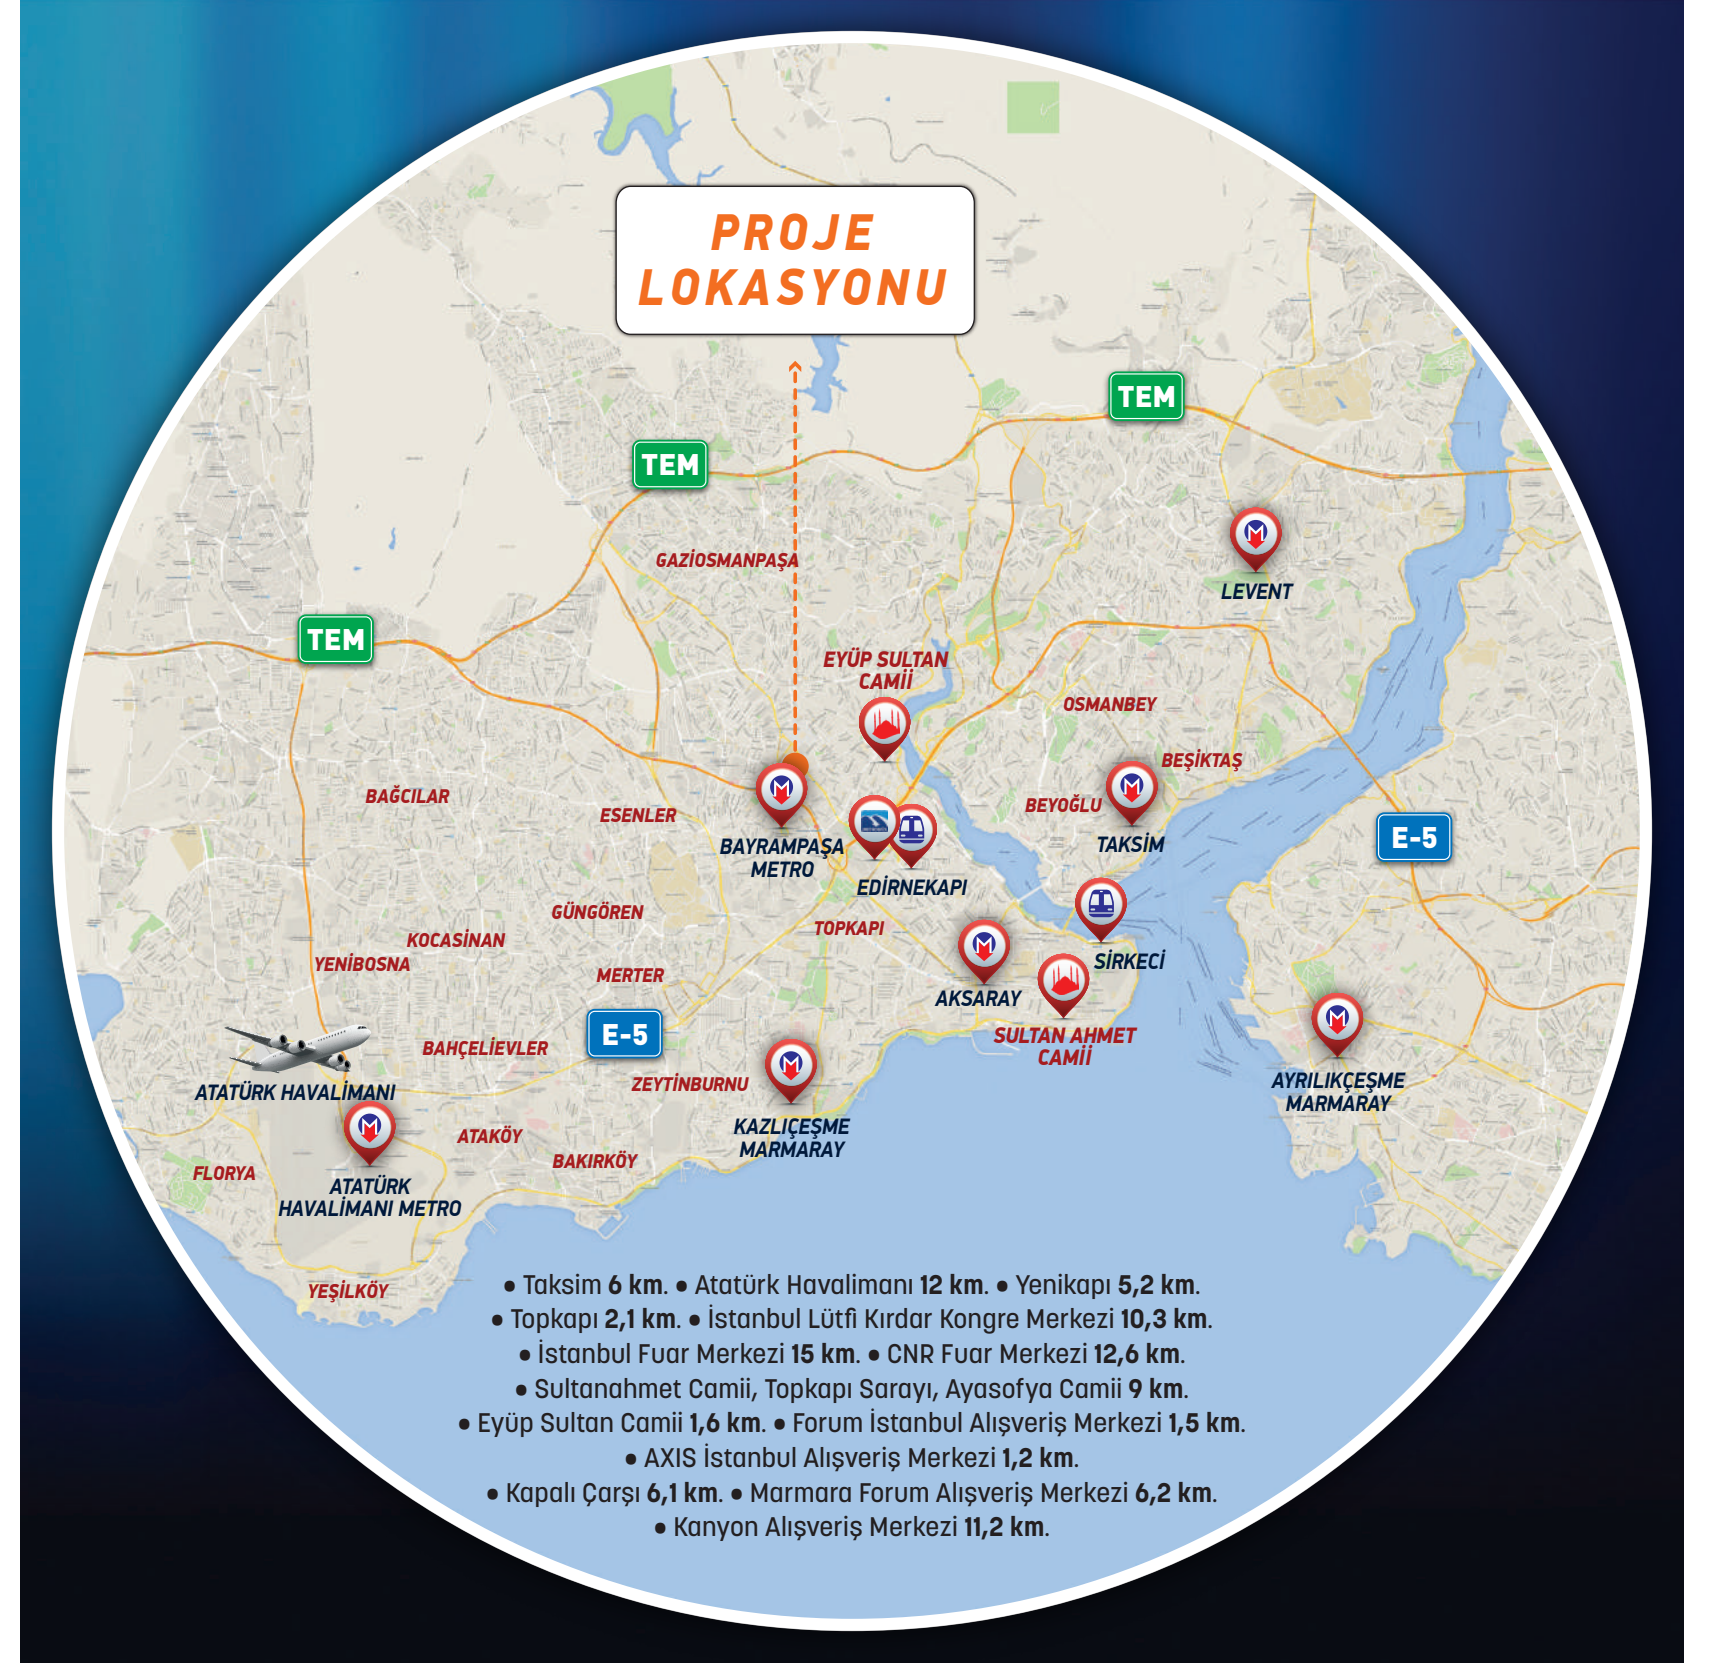 PROJE
LOKASYONU
TEM
TEM
TEM
GAZİOSMANPAŞA
LEVENT
EYÜP SULTAN
CAMİİ
OSMANBEY
BEŞİKTAŞ
BEYOĞLU
TAKSİM
BAĞCILAR
ESENLER
BAYRAMPAŞA
METRO
EDİRNEKAPI
E-5
GÜNGÖREN
TOPKAPI
KOCASİNAN
YENİBOSNA
MERTER
SİRKECİ
AKSARAY
SULTAN AHMET
CAMİİ
E-5
BAHÇELİEVLER
ZEYTİNBURNU
ATATÜRK HAVALİMANI
AYRILIKÇEŞME
MARMARAY
KAZLIÇEŞME
MARMARAY
ATAKÖY
BAKIRKÖY
FLORYA
ATATÜRK
HAVALİMANI METRO
YEŞİLKÖY
● Taksim 6 km. ● Atatürk Havalimanı 12 km. ● Yenikapı 5,2 km.
● Topkapı 2,1 km. ● İstanbul Lütfi Kırdar Kongre Merkezi 10,3 km.
● İstanbul Fuar Merkezi 15 km. ● CNR Fuar Merkezi 12,6 km.
● Sultanahmet Camii, Topkapı Sarayı, Ayasofya Camii 9 km.
● Eyüp Sultan Camii 1,6 km. ● Forum İstanbul Alışveriş Merkezi 1,5 km.
● AXIS İstanbul Alışveriş Merkezi 1,2 km.
● Kapalı Çarşı 6,1 km. ● Marmara Forum Alışveriş Merkezi 6,2 km.
● Kanyon Alışveriş Merkezi 11,2 km.